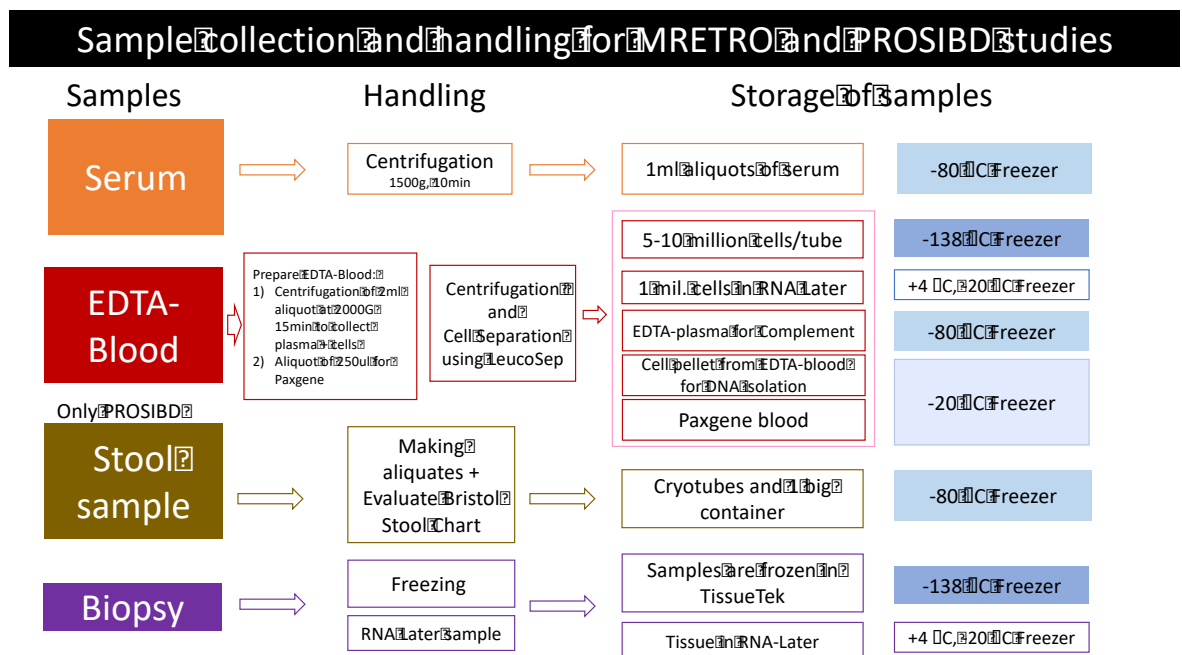 Sample collection and handling for MRETRO and PROSIBD studies
Samples
Handling
Storage of samples
Serum
Centrifugation
1500g, 10min
1ml aliquots of serum
-80 C Freezer
EDTA-
Blood
Prepare EDTA-Blood:
1) Centrifugation of 2ml
aliquot at 2000G
15min to collect
plasma + cells
2) Aliquot of 250ul for
Paxgene
Centrifugation
and
Cell Separation
using LeucoSep
5-10 million cells/tube
-138 C Freezer
1 mil. cells in RNA Later
+4 C, 20 C Freezer
EDTA-plasma for Complement
-80 C Freezer
Cell pellet from EDTA-blood
for DNA isolation
Paxgene blood
-20 C Freezer
Only PROSIBD
Stool
sample
Making
aliquates +
Evaluate Bristol
Stool Chart
Cryotubes and 1 big
container
-80 C Freezer
Biopsy
Freezing
RNA Later sample
Samples are frozen in
TissueTek
-138 C Freezer
Tissue in RNA-Later
+4 C, 20 C Freezer